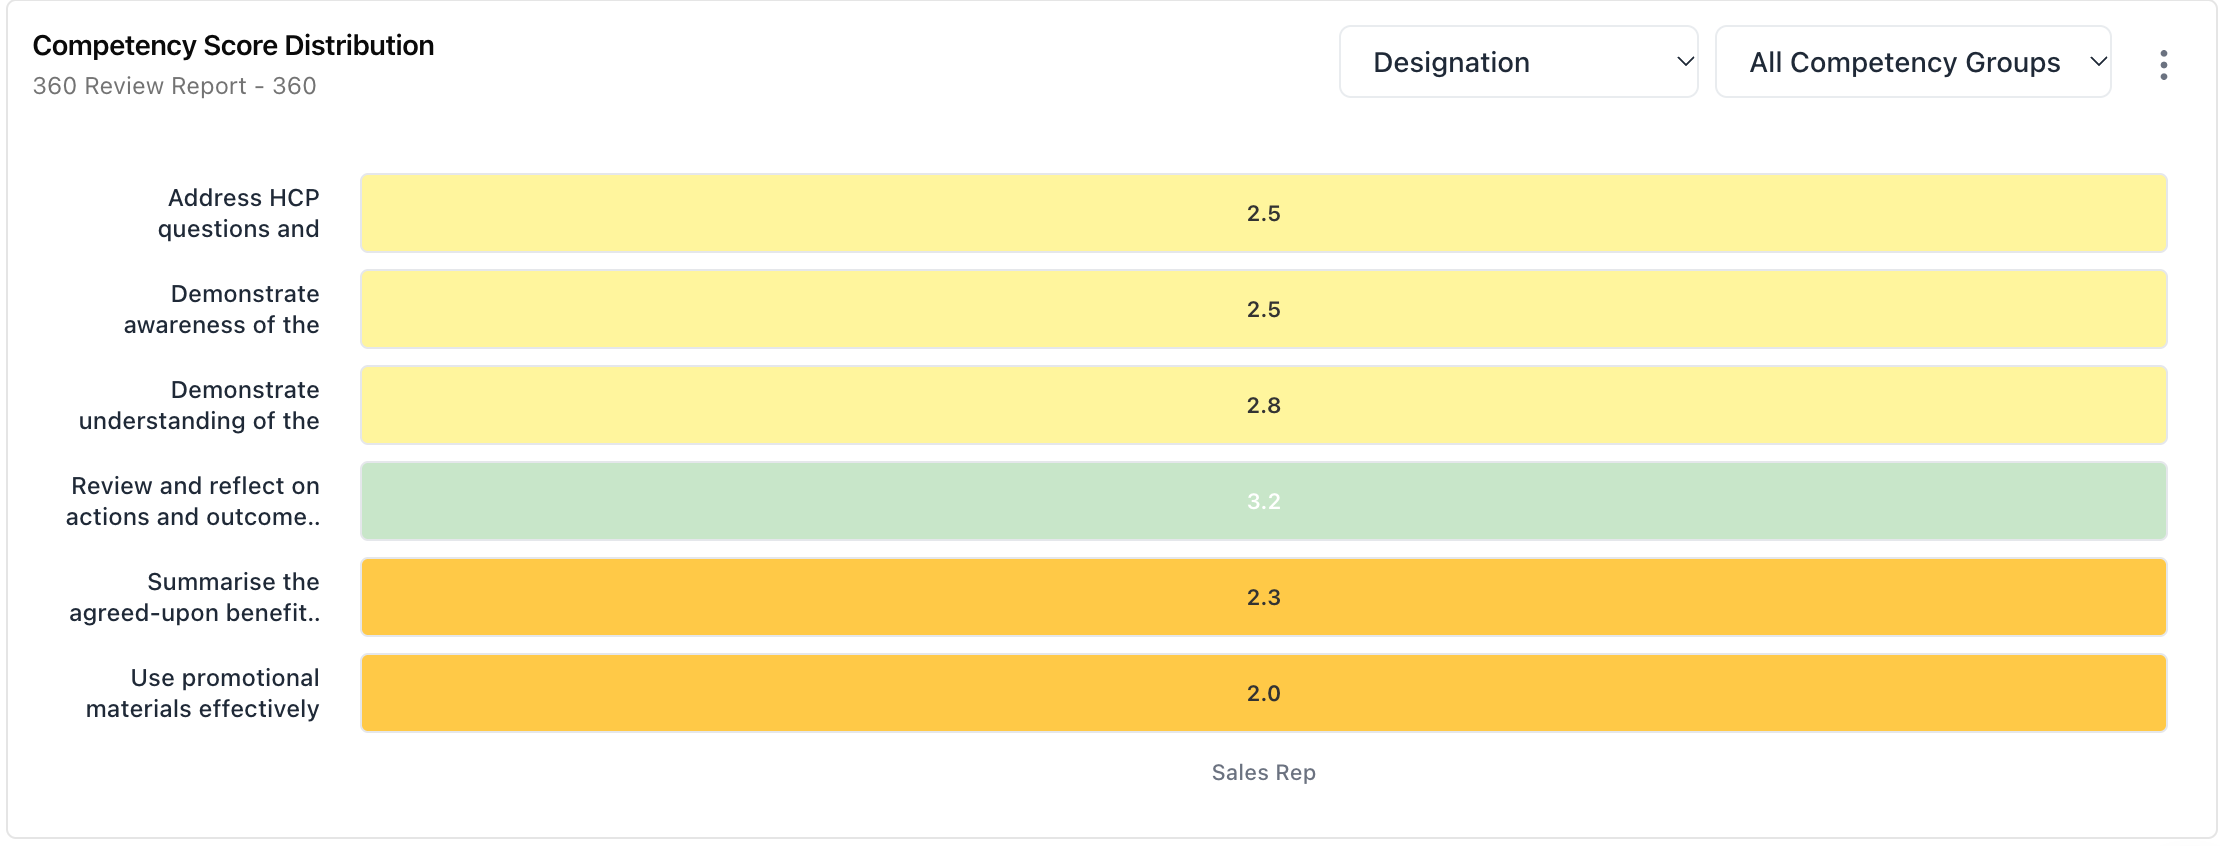 Competency Score Distribution
360 Review Report - 360
Designation
All Competency Groups
Address HCP
questions and
2.5
Demonstrate
awareness of the
2.5
Demonstrate
understanding of the
2.8
Review and reflect on
actions and outcome..
3.2
Summarise the
agreed-upon benefit..
2.3
Use promotional
materials effectively
2.0
Sales Rep